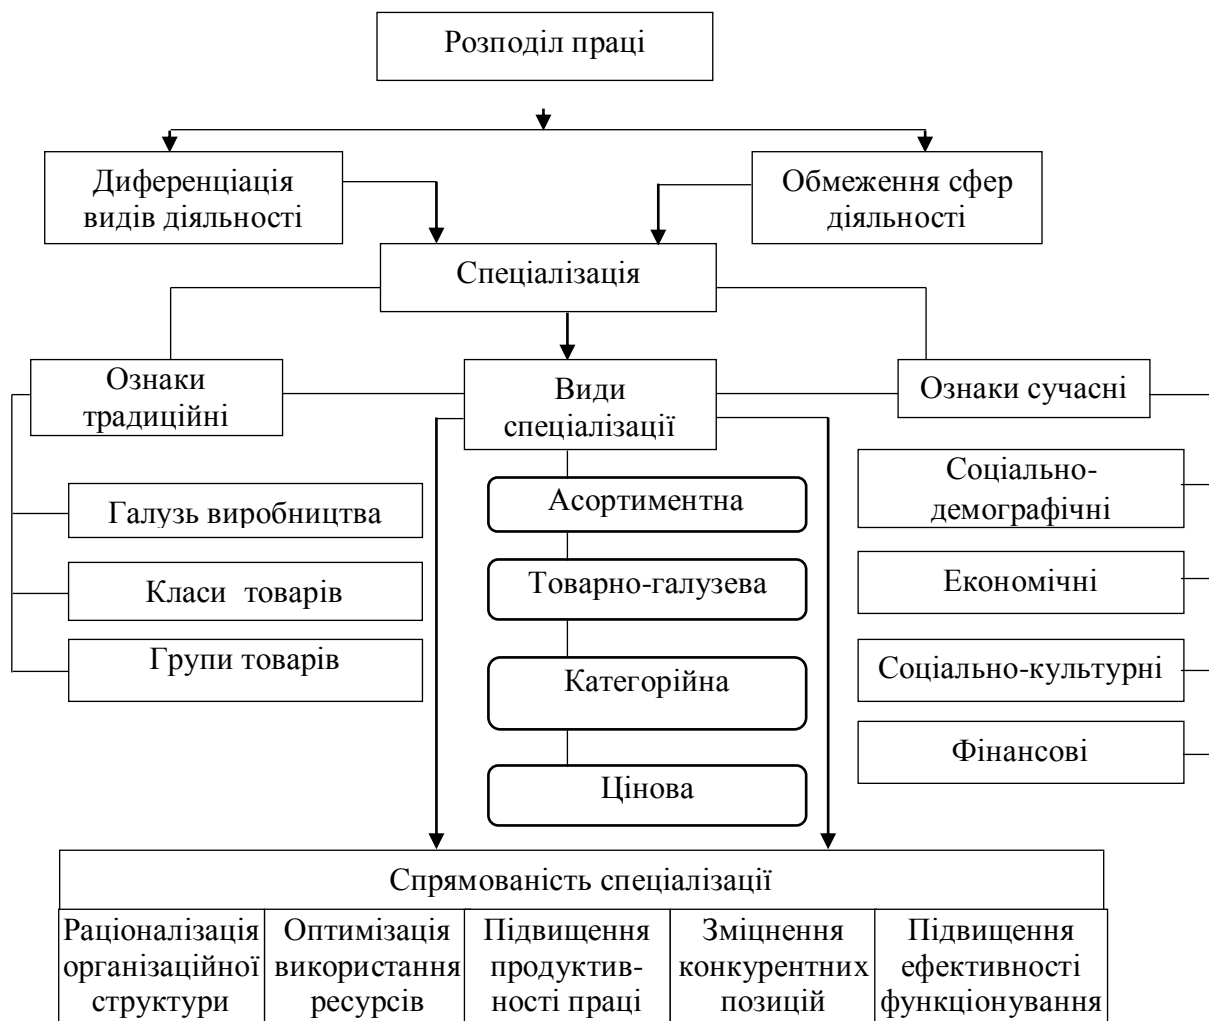 Розподіл праці
Диференціація
видів діяльності
Обмеження сфер
діяльності
Спеціалізація
Ознаки
традиційні
Види
спеціалізації
Ознаки сучасні
Галузь виробництва
Класи товарів
Групи товарів
Асортиментна
Товарно-галузева
Категорійна
Цінова
Соціально-
демографічні
Економічні
Соціально-культурні
Фінансові
Спрямованість спеціалізації
Раціоналізація
організаційної
структури
Оптимізація
використання
ресурсів
Підвищення
продуктив-
ності праці
Зміцнення
конкурентних
позицій
Підвищення
ефективності
функціонування